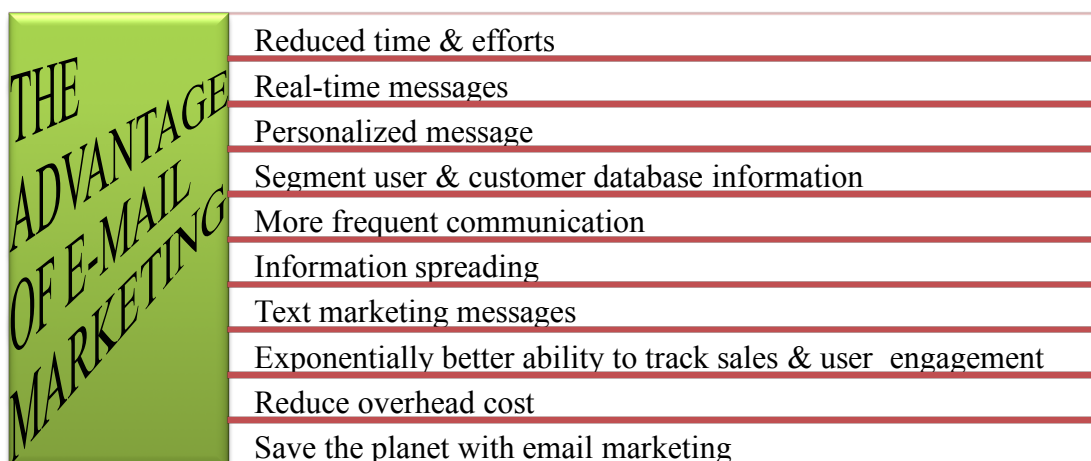 THE
ADVANTAGE
OF E-MAIL
MARKETING
Reduced time & efforts
Real-time messages
Personalized message
Segment user & customer database information
More frequent communication
Information spreading
Text marketing messages
Exponentially better ability to track sales & user  engagement
Reduce overhead cost
Save the planet with email marketing